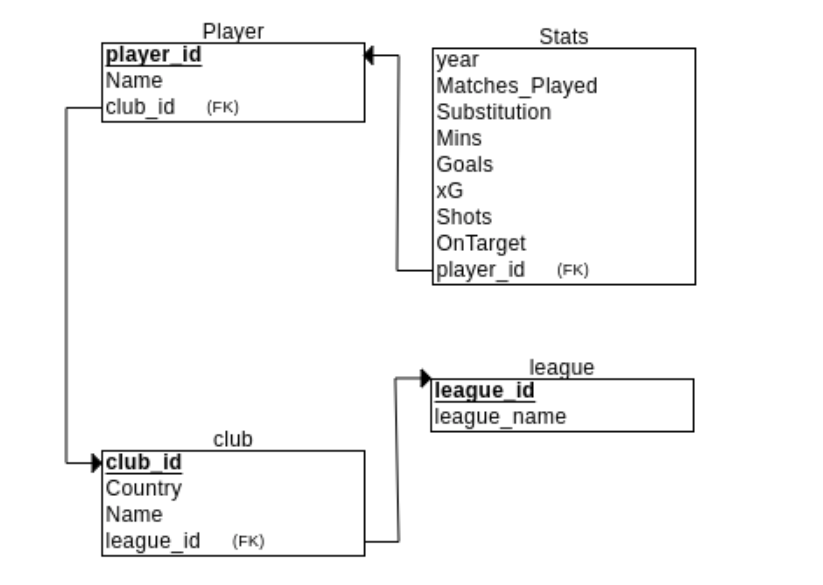 Player
player_id
Name
club_id (FK)
Stats
year
Matches_Played
Substitution
Mins
Goals
xG
Shots
OnTarget
player_id (FK)
league
league_id
league_name
club
club_id
Country
Name
league_id (FK)